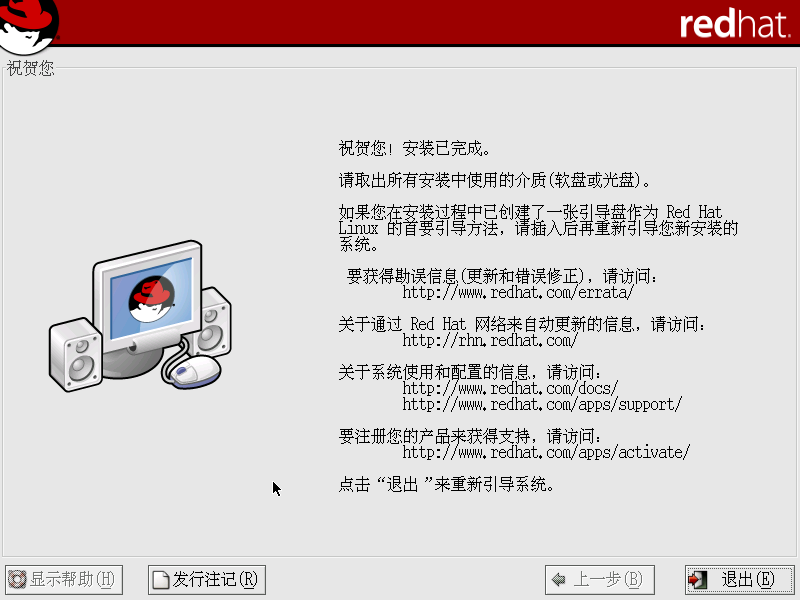 redhat.
祝贺您
祝贺您！安装已完成。
请取出所有安装中使用的介质(软盘或光盘)。
如果您在安装过程中已创建了一张引导盘作为 Red Hat
Linux 的首要引导方法，请插入后再重新引导您新安装的
系统。
要获得勘误信息(更新和错误修正)，请访问：
http://www.redhat.com/errata/
关于通过 Red Hat 网络来自动更新的信息，请访问：
http://rhn.redhat.com/
关于系统使用和配置的信息，请访问：
http://www.redhat.com/docs/
http://www.redhat.com/apps/support/
要注册您的产品来获得支持，请访问：
http://www.redhat.com/apps/activate/
点击“退出 ”来重新引导系统。
显示帮助(H)
发行注记(R)
上一步(B)
退出(E)